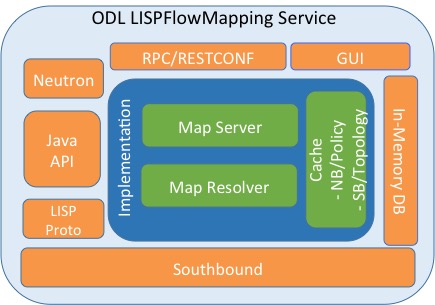 ODL LISPFlowMapping Service
RPC/RESTCONF
GUI
Neutron
Java
API
LISP
Proto
Implementation
Map Server
Map Resolver
Cache
- NB/Policy
- SB/Topology
In-Memory DB
Southbound